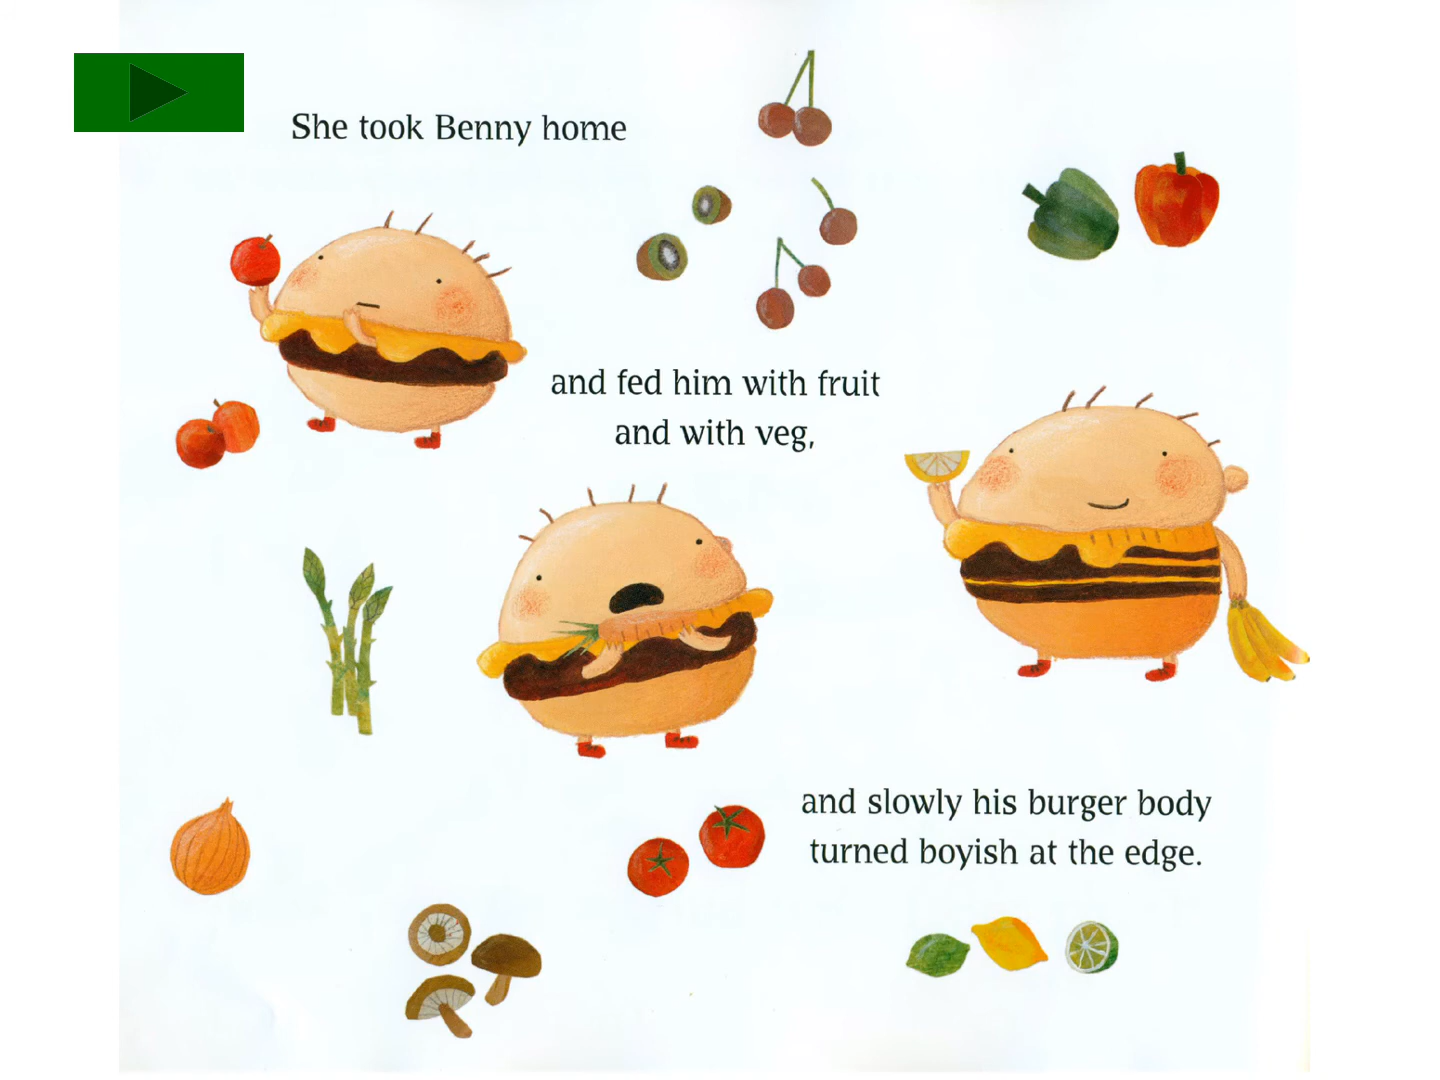 She took Benny home
and fed him with fruit
and with veg,
and slowly his burger body
turned boyish at the edge.